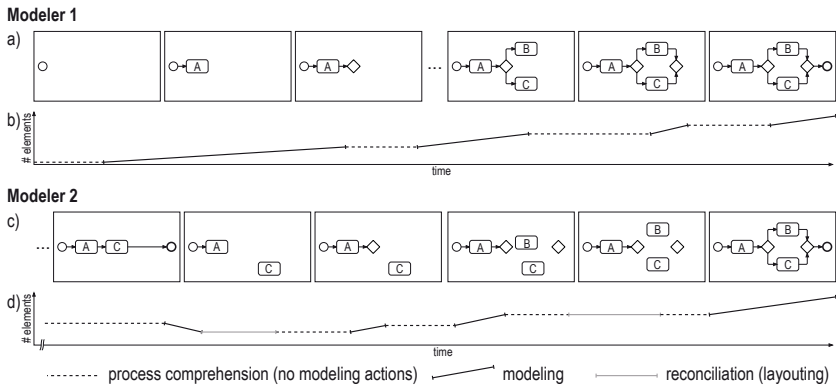 Modeler 1
a)
A
A
...
A B C
A B C
A B C
b)
# elements
time
Modeler 2
c)
...
A C
A C
A C
A B C
A B C
A B C
d)
# elements
time
process comprehension (no modeling actions) modeling reconciliation (layouting)